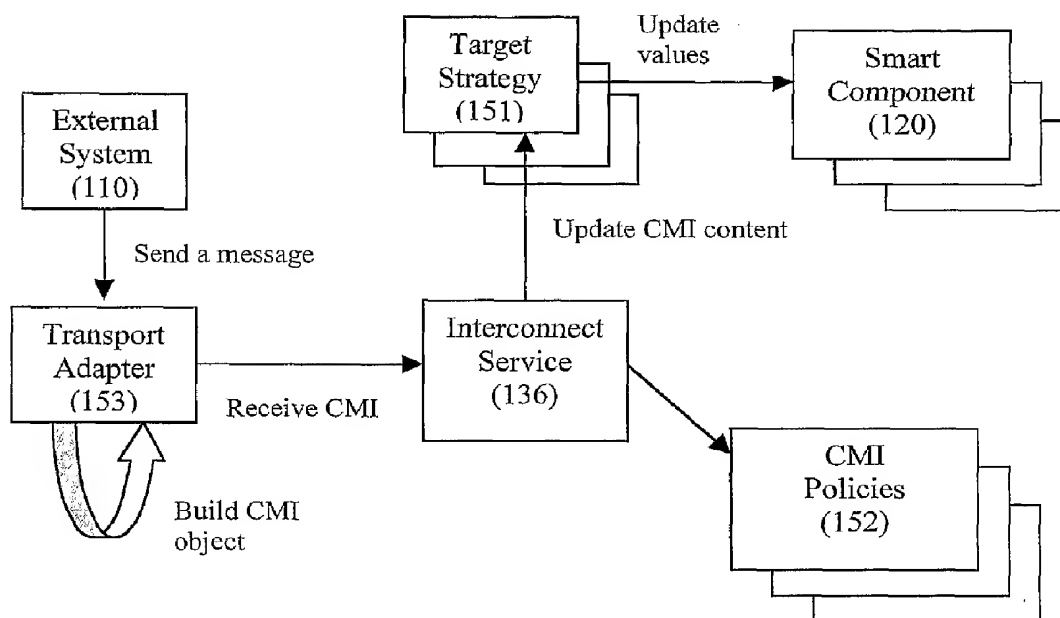 Target
Strategy
(151)
Update
values
Smart
Component
(120)
External
System
(110)
Send a message
Update CMI content
Transport
Adapter
(153)
Receive CMI
Interconnect
Service
(136)
Build CMI
object
CMI
Policies
(152)